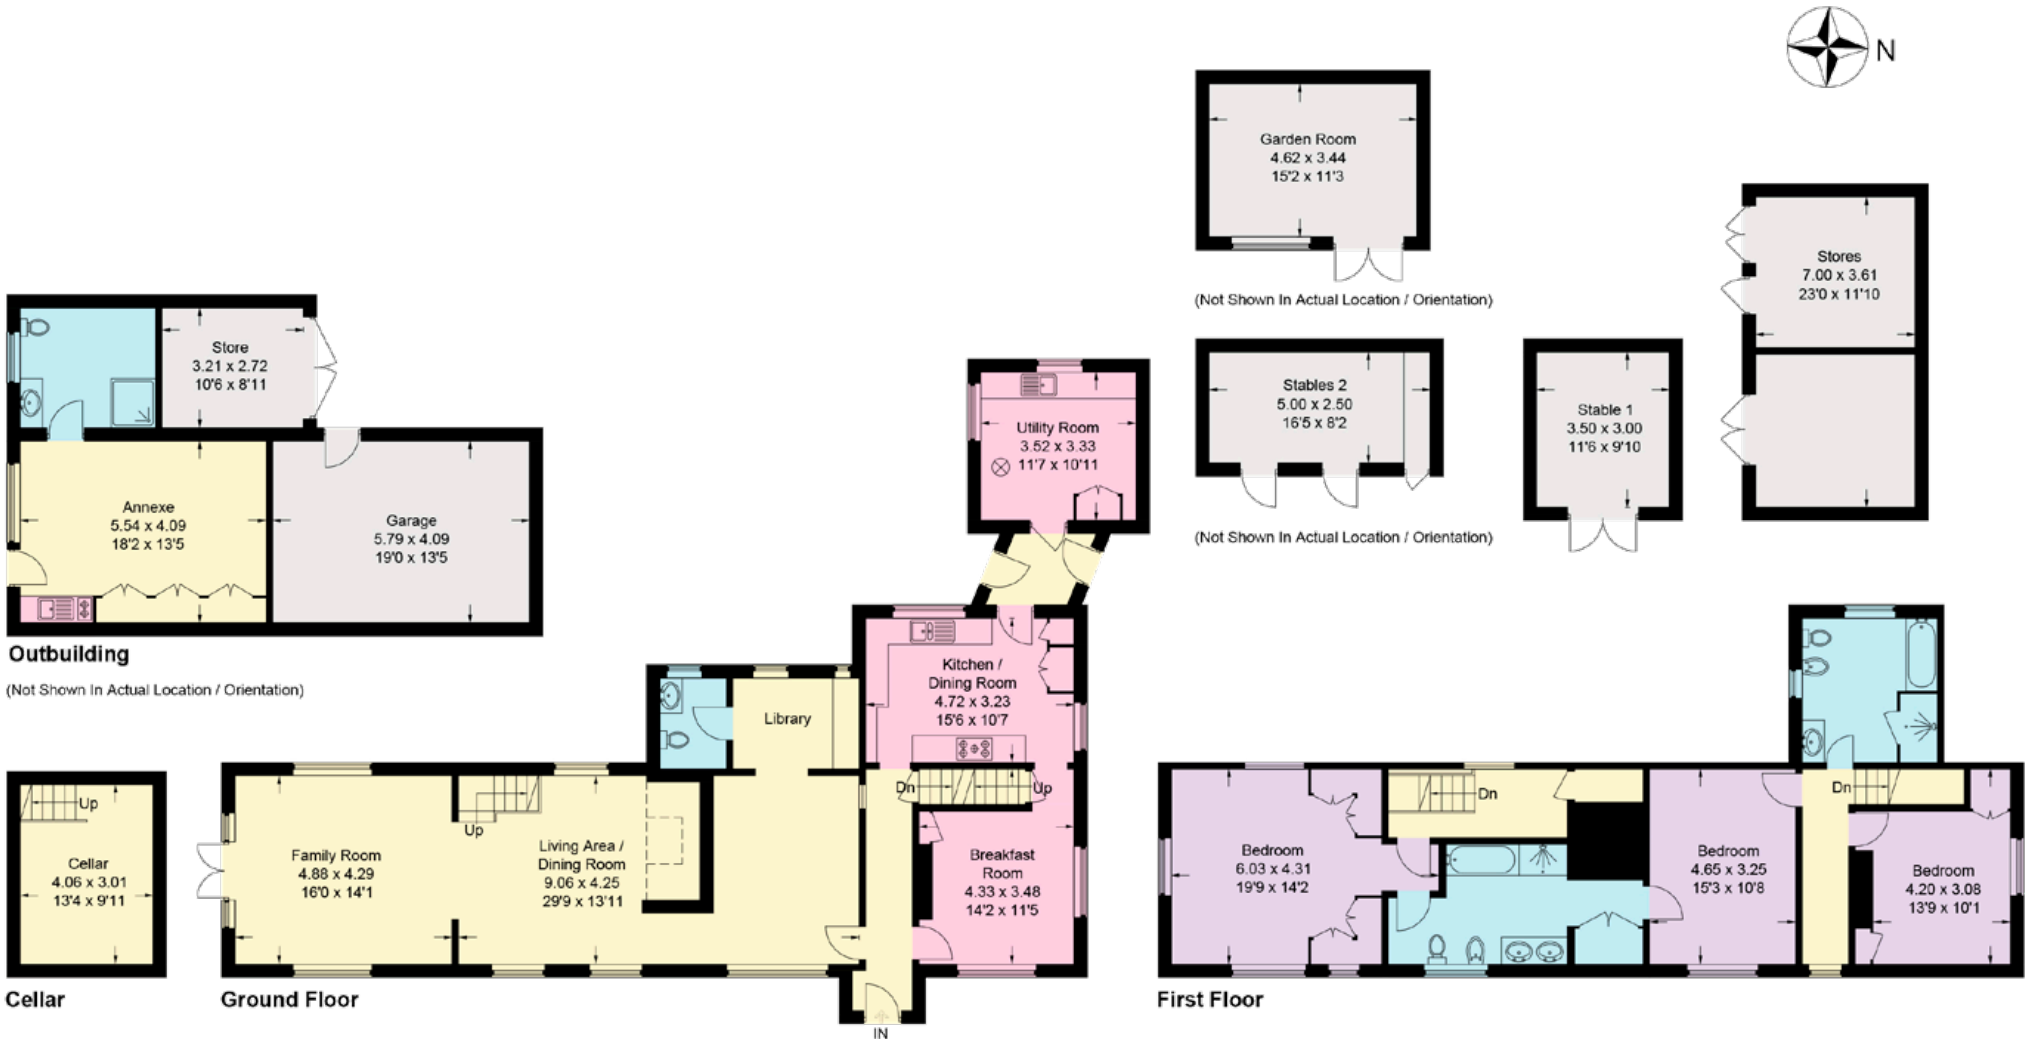 N
Garden Room
4.62 x 3.44
15'2 x 11'3
(Not Shown In Actual Location / Orientation)
Stores
7.00 x 3.61
23'0 x 11'10
Store
3.21 x 2.72
10'6 x 8'11
Annexe
5.54 x 4.09
18'2 x 13'5
Garage
5.79 x 4.09
19'0 x 13'5
Outbuilding
(Not Shown In Actual Location / Orientation)
Utility Room
3.52 x 3.33
11'7 x 10'11
Stables 2
5.00 x 2.50
16'5 x 8'2
(Not Shown In Actual Location / Orientation)
Stable 1
3.50 x 3.00
11'6 x 9'10
Up
Cellar
4.06 x 3.01
13'4 x 9'11
Cellar
Family Room
4.88 x 4.29
16'0 x 14'1
Up
Living Area /
Dining Room
9.06 x 4.25
29'9 x 13'11
Library
Kitchen /
Dining Room
4.72 x 3.23
15'6 x 10'7
Dn
Up
Breakfast
Room
4.33 x 3.48
14'2 x 11'5
IN
Ground Floor
Bedroom
6.03 x 4.31
19'9 x 14'2
Dn
Bedroom
4.65 x 3.25
15'3 x 10'8
Dn
Bedroom
4.20 x 3.08
13'9 x 10'1
First Floor